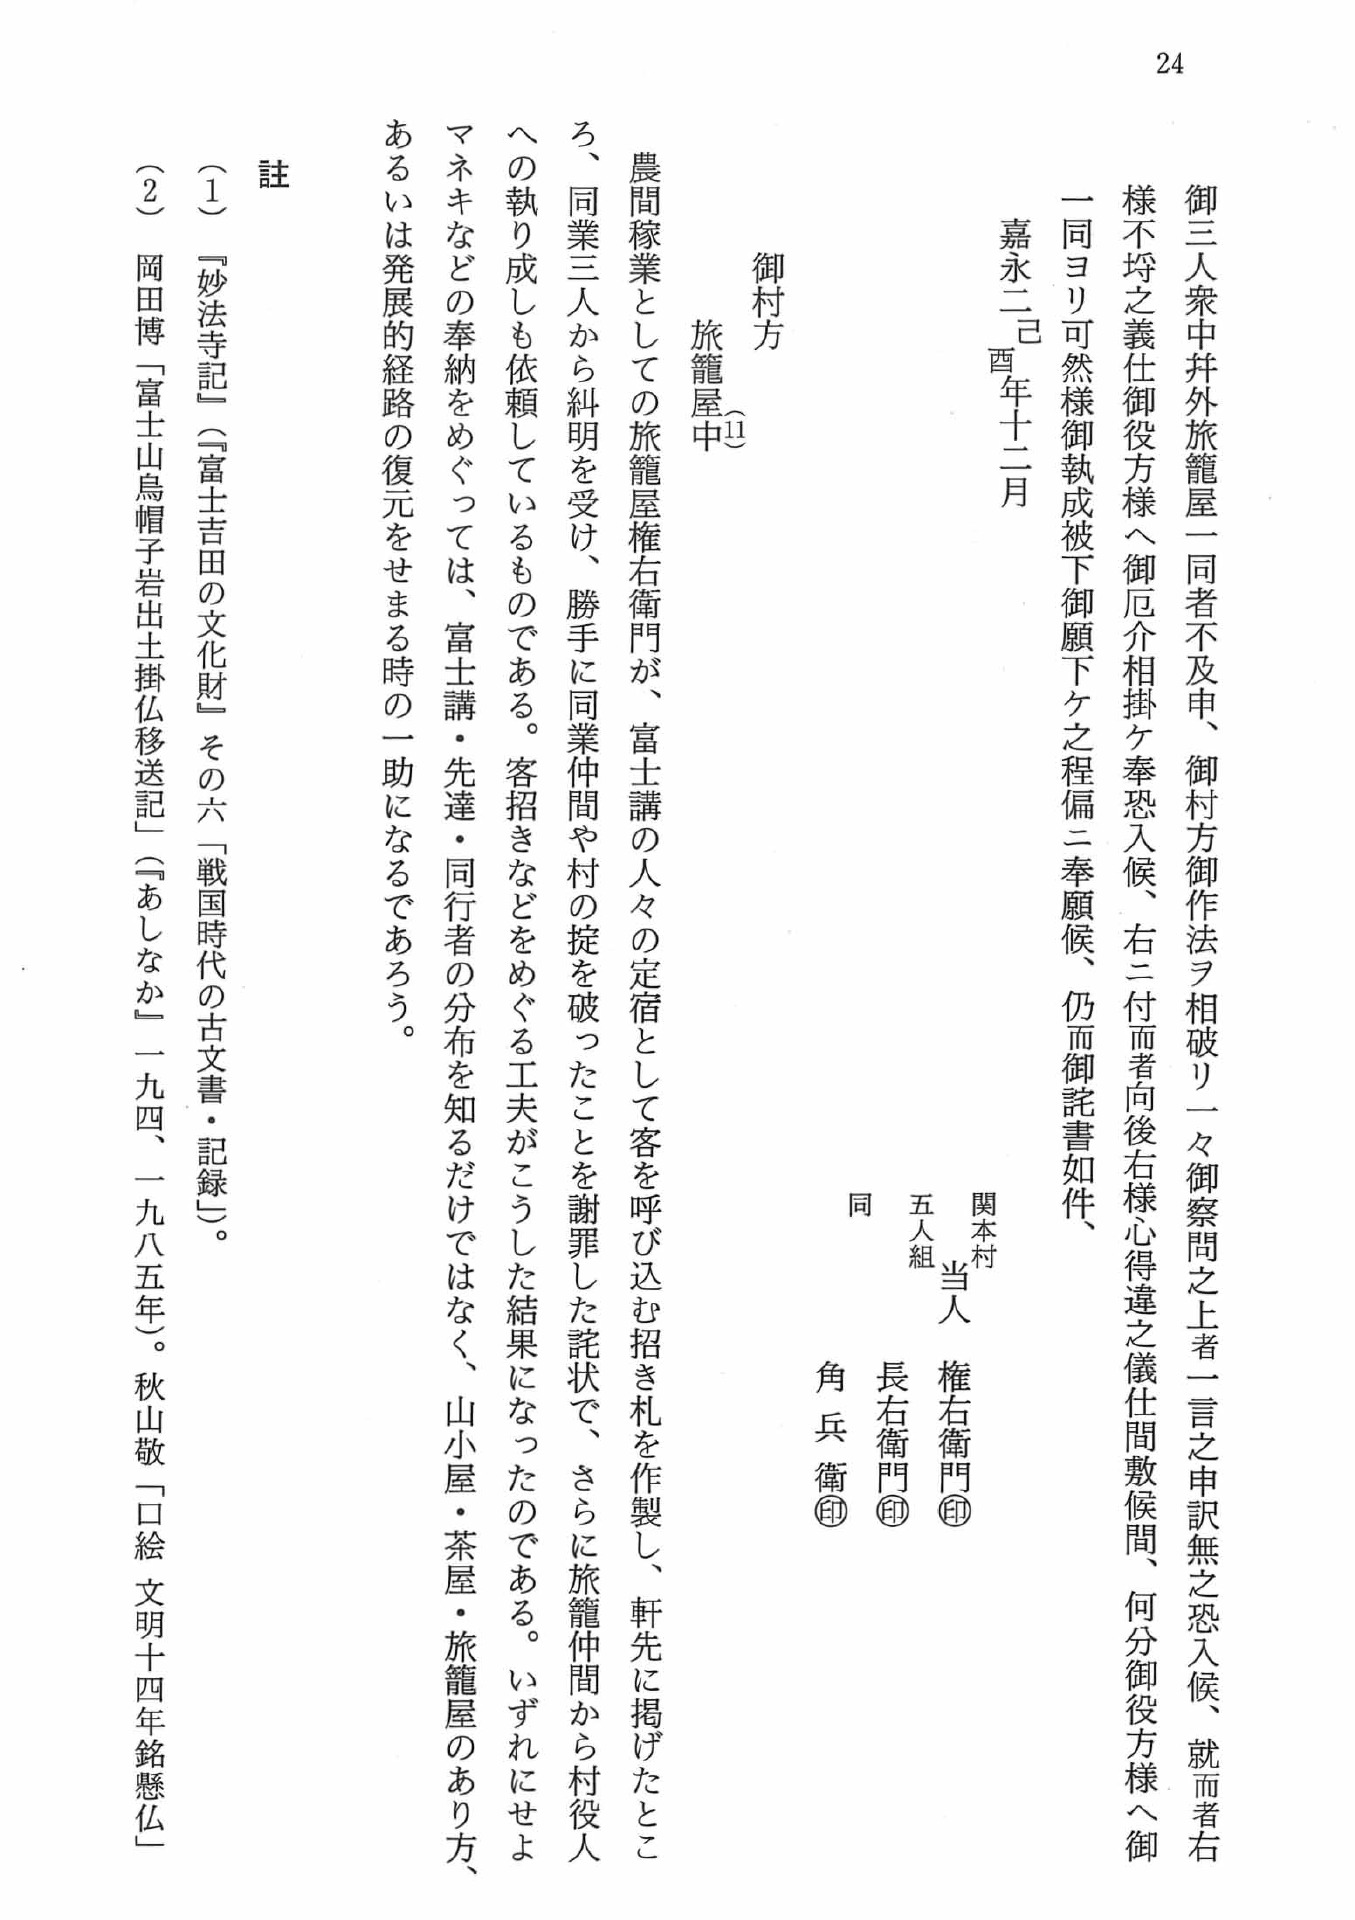 24
御三人衆中幷外旅籠屋一同者不及申、御村方御作法ヲ相破リ一々御察問之上者一言之申訳無之恐入候、就而者右
様不埒之義仕御役方様へ御厄介相掛ケ奉恐入候、右ニ付而者向後右様心得違之儀仕間敷候間、何分御役方様へ御
一同ヨリ可然様御執成被下御願下ケ之程偏ニ奉願候、仍而御詫書如件、
嘉永二己酉年十二月
関本村
当人 権右衛門㊞
五人組 長右衛門㊞
同 角兵衛㊞
御村方
旅籠屋中(11)
農間稼業としての旅籠屋権右衛門が、富士講の人々の定宿として客を呼び込む招き札を作製し、軒先に掲げたとこ
ろ、同業三人から糾明を受け、勝手に同業仲間や村の掟を破ったことを謝罪した詫状で、さらに旅籠仲間から村役人
への執り成しも依頼しているものである。客招きなどをめぐる工夫がこうした結果になったのである。いずれにせよ
マネキなどの奉納をめぐっては、富士講・先達・同行者の分布を知るだけではなく、山小屋・茶屋・旅籠屋のあり方、
あるいは発展的経路の復元をせまる時の一助になるであろう。
註
(1) 『妙法寺記』(『富士吉田の文化財』その六「戦国時代の古文書・記録」)。
(2) 岡田博「富士山烏帽子岩出土掛仏移送記」(『あしなか』一九四、一九八五年)。秋山敬「口絵 文明十四年銘懸仏」